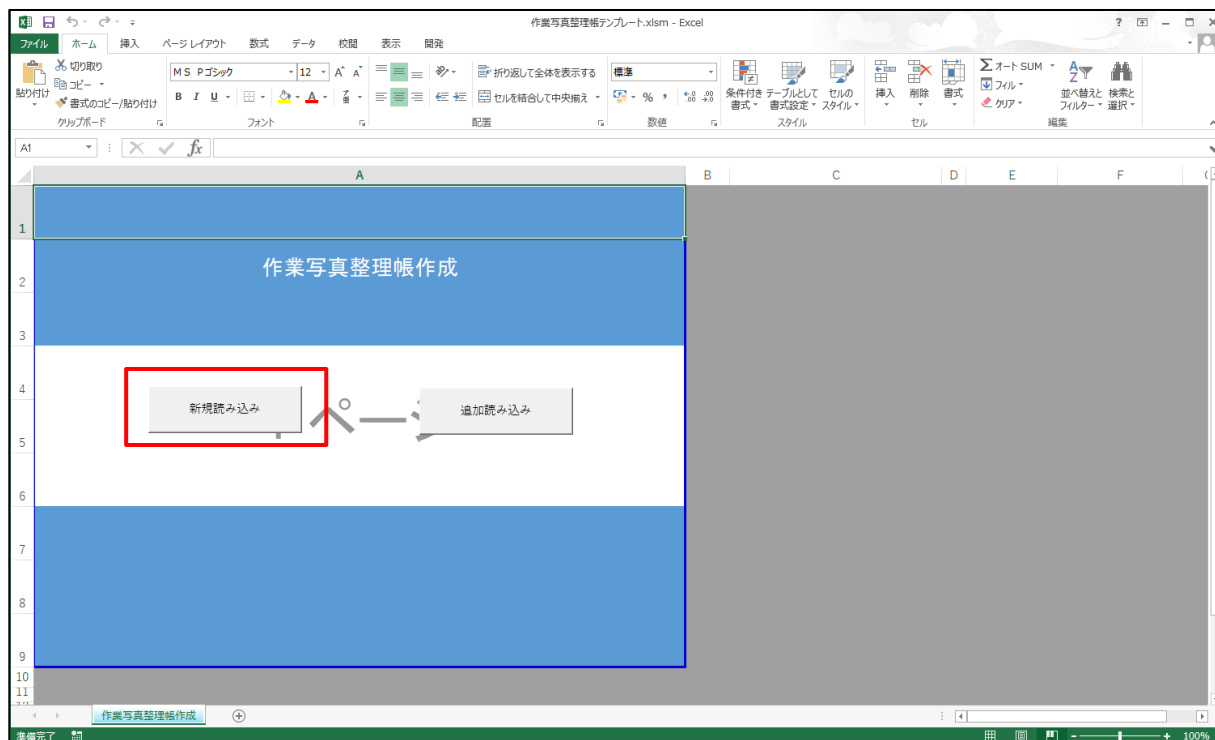 作業写真整理帳テンプレート.xlsm - Excel
ファイル ホーム 挿入 ページ レイアウト 数式 データ 校閲 表示 開発
貼り付け
切り取り
コピー
書式のコピー/貼り付け
クリップボード
ＭＳ Ｐゴシック 12
B I U
フォント
折り返して全体を表示する
セルを結合して中央揃え
配置
標準
%
数値
条件付き書式
テーブルとして書式設定
セルのスタイル
スタイル
挿入 削除 書式
セル
オート SUM
フィル
クリア
並べ替えと
フィルター
検索と
選択
編集
A1
fx
A B C D E F
1
作業写真整理帳作成
2
3
4
新規読み込み
ページ
追加読み込み
5
6
7
8
9
10
11
作業写真整理帳作成
準備完了
100%